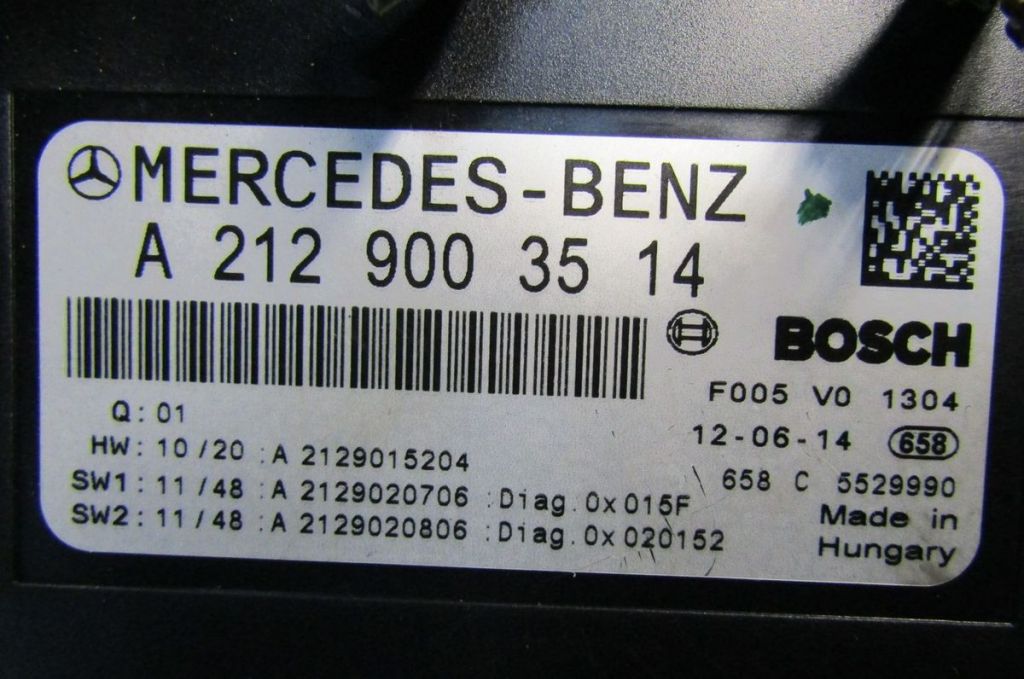 MERCEDES-BENZ
A 212 900 35 14
BOSCH
F005 V0 1304
12-06-14 658
658 C 5529990
Made in
Hungary
Q: 01
HW: 10/20 :A 2129015204
SW1: 11/48 :A 2129020706 :Diag.0x015F
SW2: 11/48 :A 2129020806 :Diag.0x020152